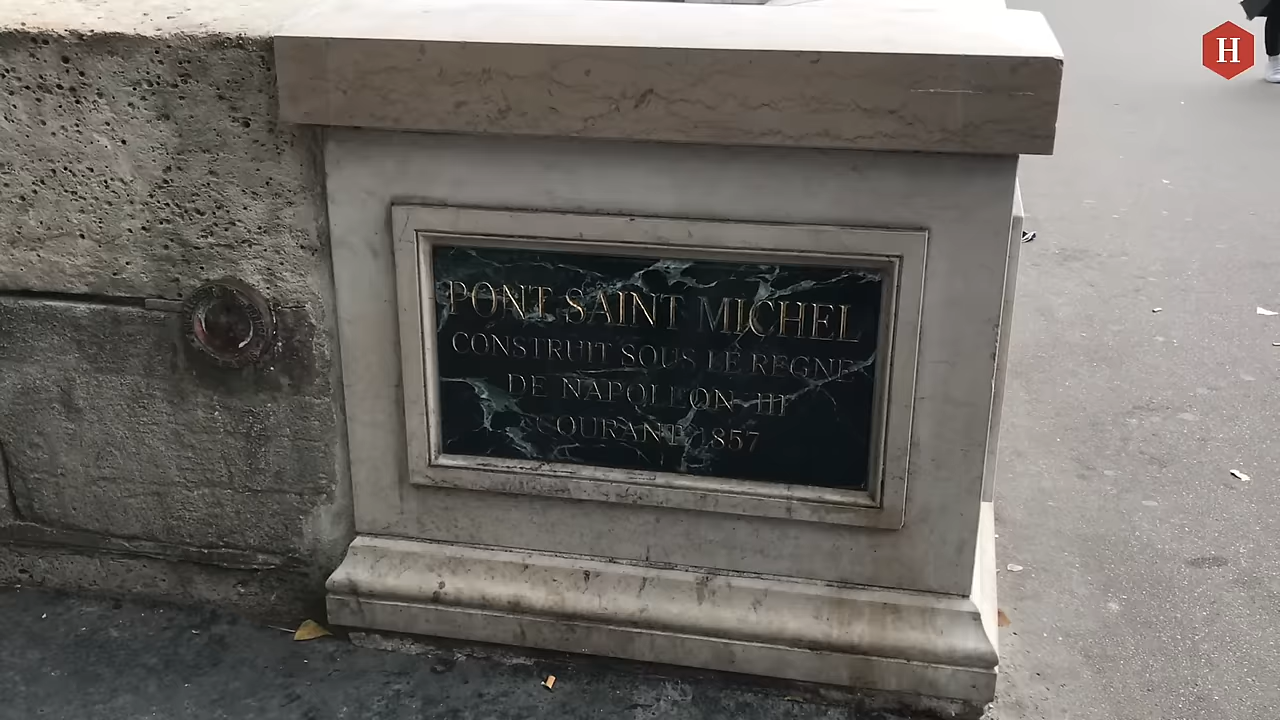 H
PONT SAINT MICHEL
CONSTRUIT SOUS LE REGNE
DE NAPOLEON III
COURANT 1857